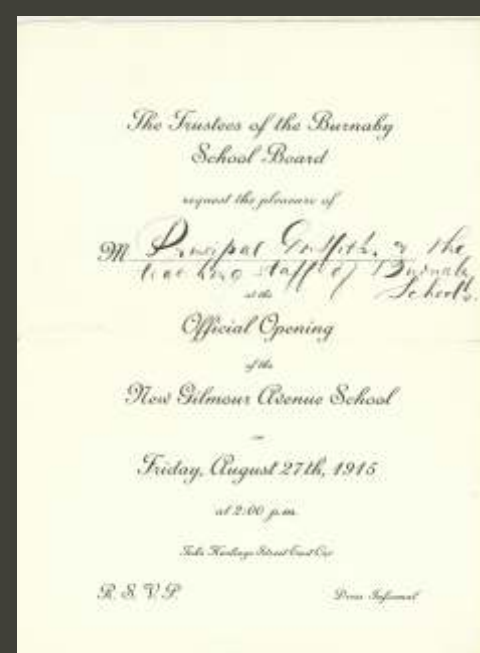 The Trustees of the Burnaby
School Board
request the pleasure of
M Principal Griffith, & the
teaching staff of Burnaby
Schools.
at the
Official Opening
of the
New Gilmour Avenue School
Friday, August 27th, 1915
at 2:00 p.m.
Take Hastings Street East Car
R. S. V. P.
Dress Informal